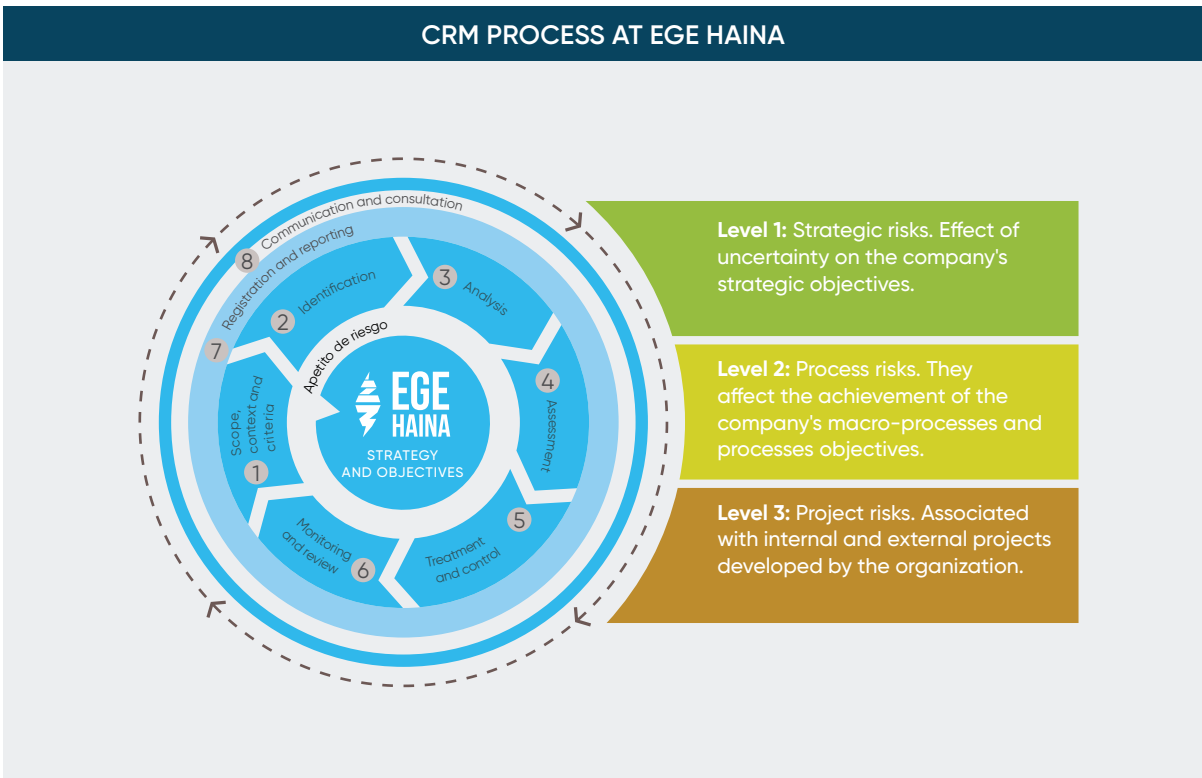 CRM PROCESS AT EGE HAINA
8
Communication and consultation
7
Registration and reporting
2
Identification
3
Analysis
4
Assessment
5
Treatment
and control
6
Monitoring
and review
1
Scope,
context and
criteria
Apetito de riesgo
EGE
HAINA
STRATEGY
AND OBJECTIVES
Level 1: Strategic risks. Effect of
uncertainty on the company's
strategic objectives.
Level 2: Process risks. They
affect the achievement of the
company's macro-processes and
processes objectives.
Level 3: Project risks. Associated
with internal and external projects
developed by the organization.